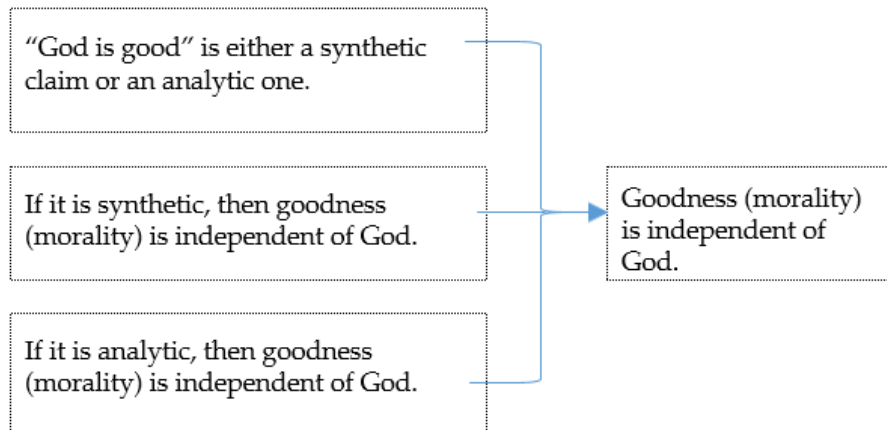 “God is good” is either a synthetic
claim or an analytic one.
If it is synthetic, then goodness
(morality) is independent of God.
If it is analytic, then goodness
(morality) is independent of God.
Goodness (morality)
is independent of
God.